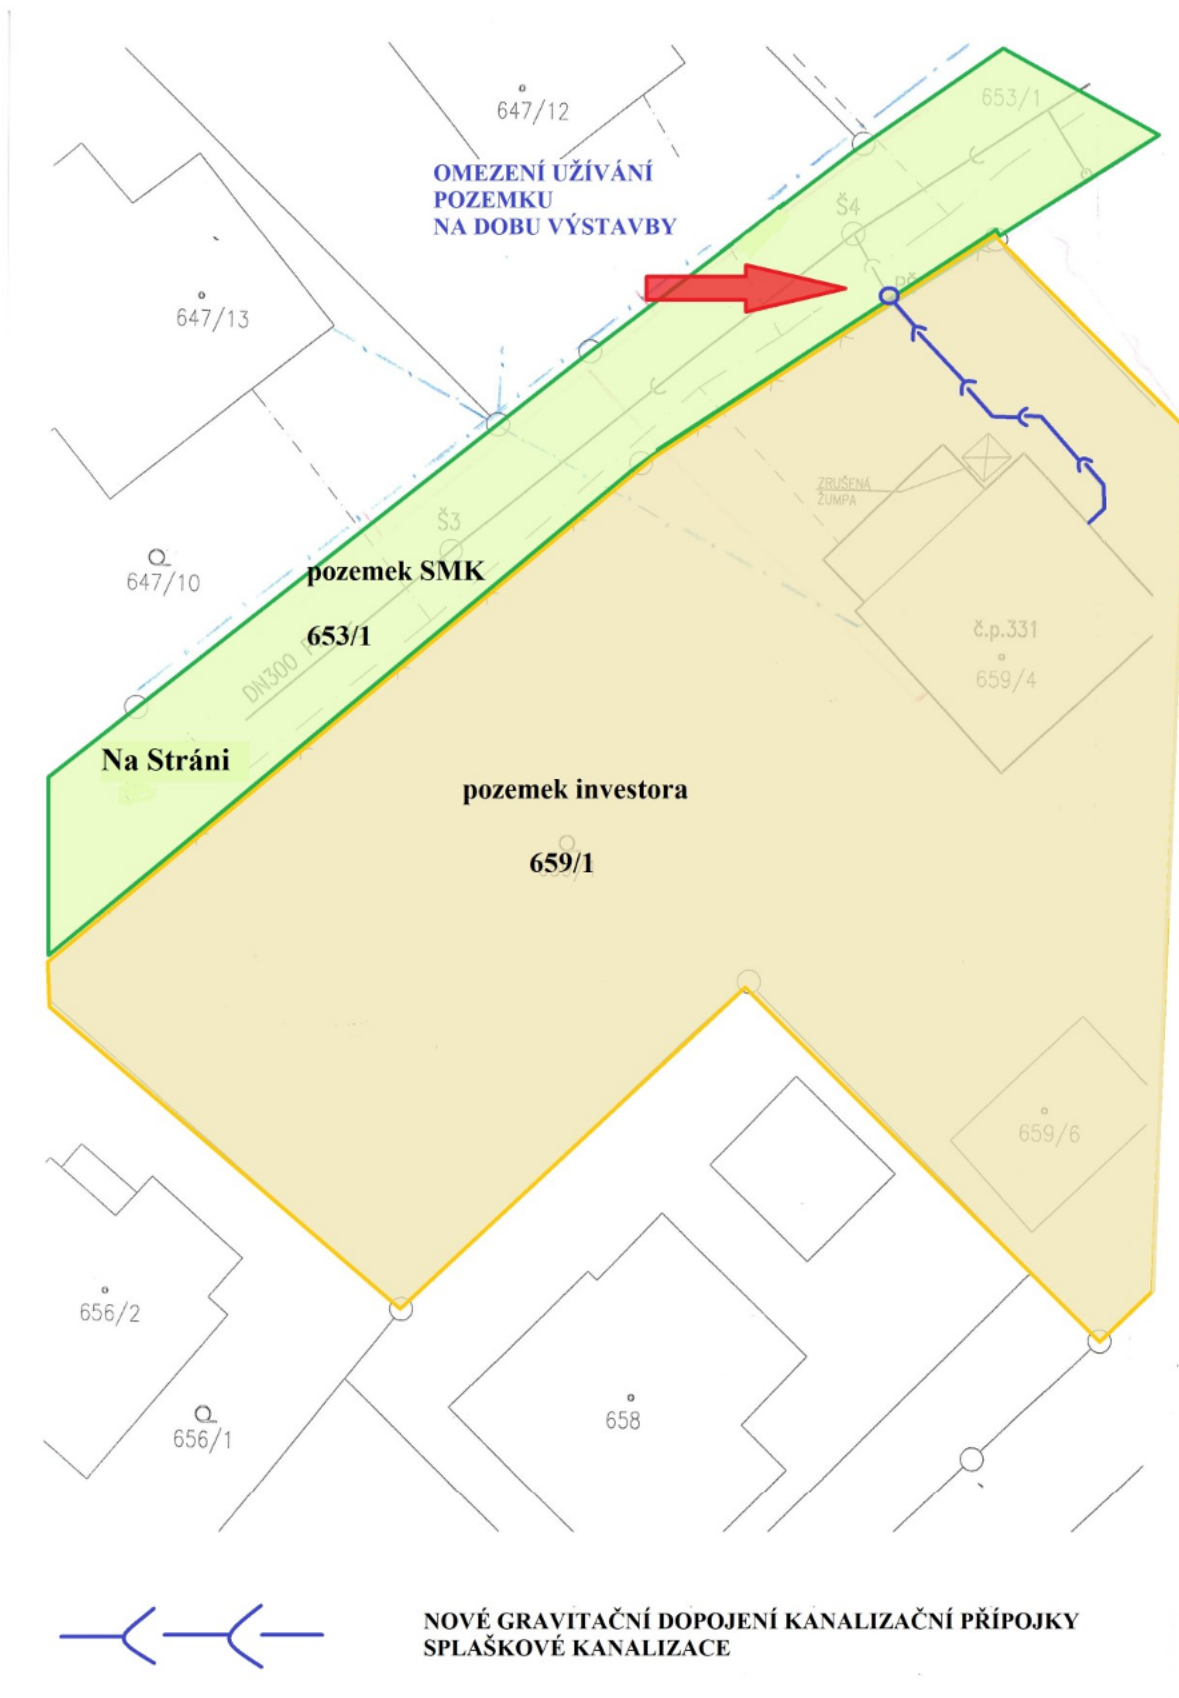 647/12
653/1
OMEZENÍ UŽÍVÁNÍ
POZEMKU
NA DOBU VÝSTAVBY
Š4
647/13
ZRUŠENÁ
ŽUMPA
Š3
647/10
pozemek SMK
653/1
č.p.331
659/4
DN300
Na Stráni
pozemek investora
659/1
659/6
656/2
658
656/1
NOVÉ GRAVITAČNÍ DOPOJENÍ KANALIZAČNÍ PŘÍPOJKY
SPLAŠKOVÉ KANALIZACE